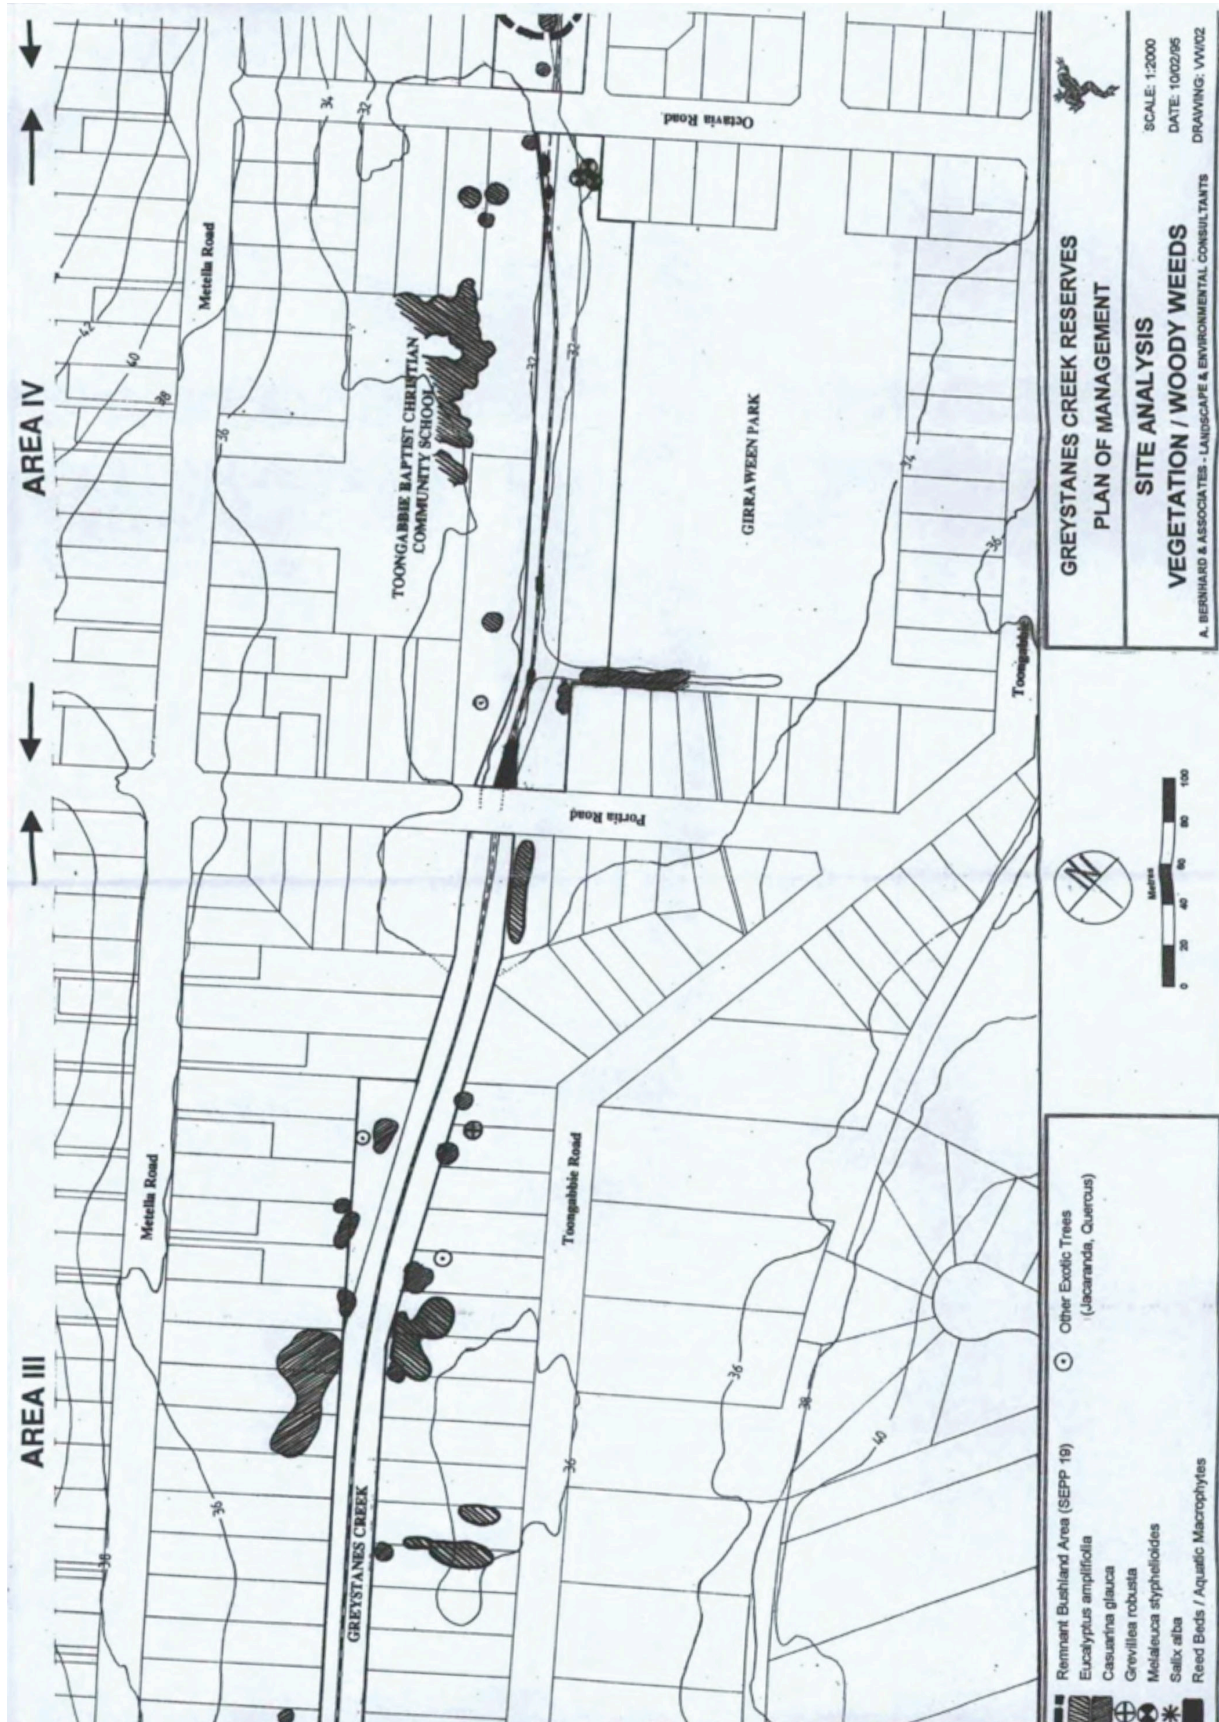 AREA III
AREA IV
42
40
38
36
34
32
34
32
32
32
38
36
36
36
38
40
34
36
Metella Road
Metella Road
Octavia Road
Portia Road
Toongabbie Road
Toongabbie
TOONGABBIE BAPTIST CHRISTIAN
COMMUNITY SCHOOL
GIRRAWEEN PARK
GREYSTANES CREEK
Remnant Bushland Area (SEPP 19)
Eucalyptus amplifiolia
Casuarina glauca
Grevillea robusta
Melaleuca styphelioides
Salix alba
Reed Beds / Aquatic Macrophytes
Other Exotic Trees
(Jacaranda, Querous)
N
Metres
0 20 40 60 80 100
GREYSTANES CREEK RESERVES
PLAN OF MANAGEMENT
SITE ANALYSIS
VEGETATION / WOODY WEEDS
A. BERNHARD & ASSOCIATES - LANDSCAPE & ENVIRONMENTAL CONSULTANTS
SCALE: 1:2000
DATE: 10/02/95
DRAWING: VW/02